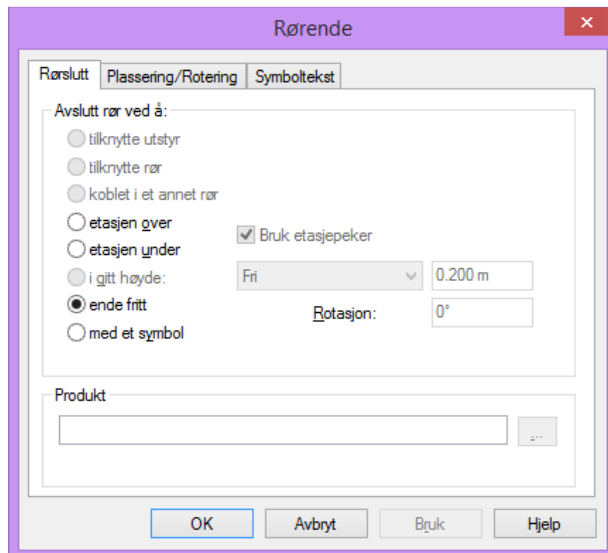 Rørende
Rørslutt Plassering/Rotering Symboltekst
Avslutt rør ved å:
tilknytte utstyr
tilknytte rør
koblet i et annet rør
etasjen over
etasjen under
Bruk etasjepeker
i gitt høyde:
Fri
0.200 m
ende fritt
Rotasjon:
0°
med et symbol
Produkt
...
OK Avbryt Bruk Hjelp